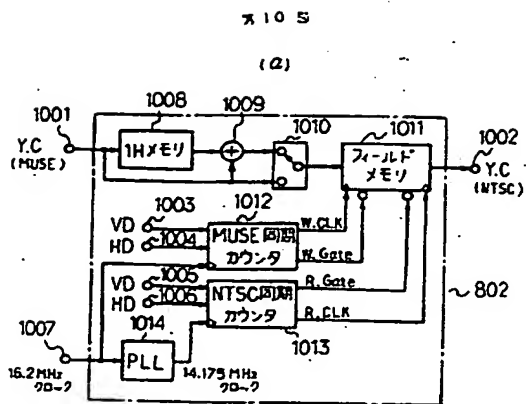 第10図
(a)
1001
1008
1009
1010
1011
1002
Y.C
(MUSE)
1Hメモリ
フィールド
メモリ
Y.C
(NTSC)
1003
1012
VD
HD
1004
MUSE同期
カウンタ
W.CLK
W.Gate
1005
VD
HD
1006
NTSC同期
カウンタ
R.Gate
R.CLK
802
1007
1014
1013
PLL
16.2MHz
クロック
14.175MHz
クロック